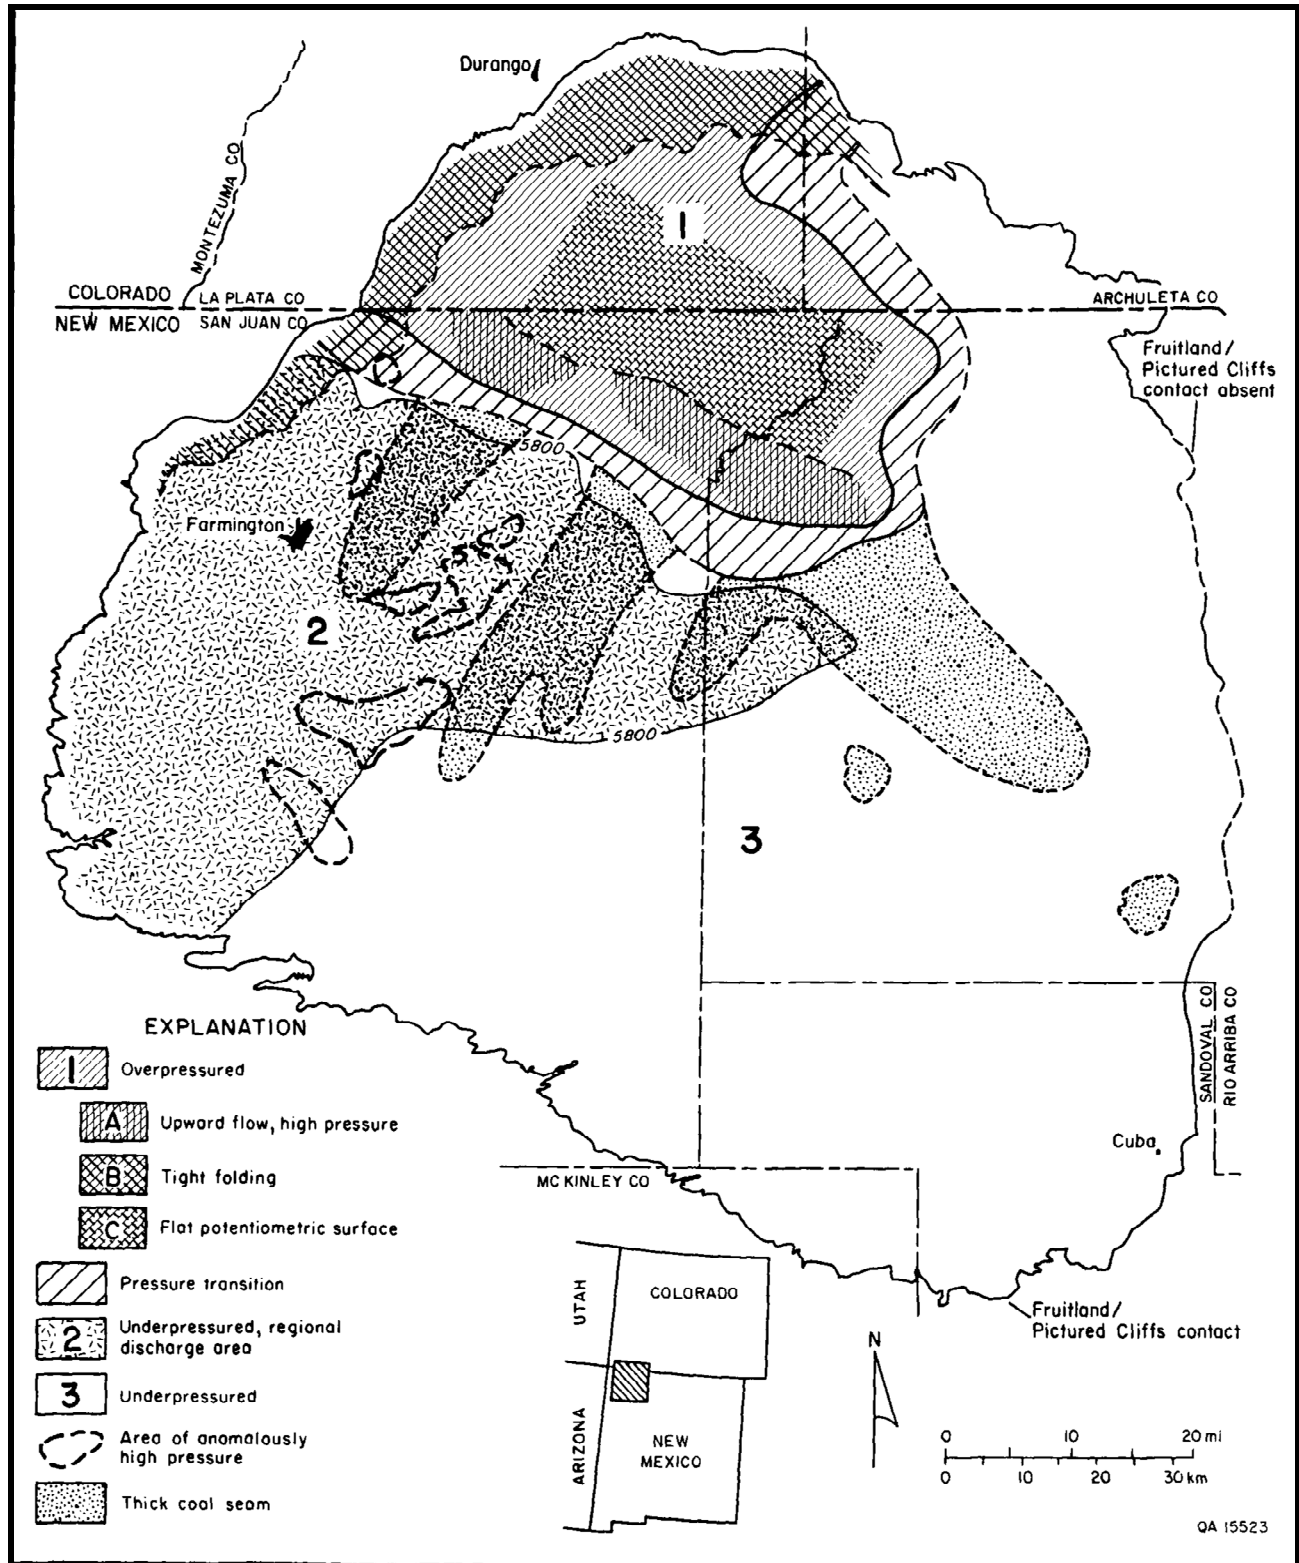 Durango
MONTEZUMA CO
COLORADO
LA PLATA CO
NEW MEXICO
SAN JUAN CO
ARCHULETA CO
1
Fruitland/
Pictured Cliffs
contact absent
5800
Farmington
2
5800
3
SANDOVAL CO
RIO ARRIBA CO
Cuba
MC KINLEY CO
EXPLANATION
1 Overpressured
A Upward flow, high pressure
B Tight folding
C Flat potentiometric surface
Pressure transition
2 Underpressured, regional
discharge area
3 Underpressured
Area of anomalously
high pressure
Thick coal seam
UTAH
COLORADO
ARIZONA
NEW
MEXICO
Fruitland/
Pictured Cliffs contact
N
0 10 20 mi
0 10 20 30 km
QA 15523